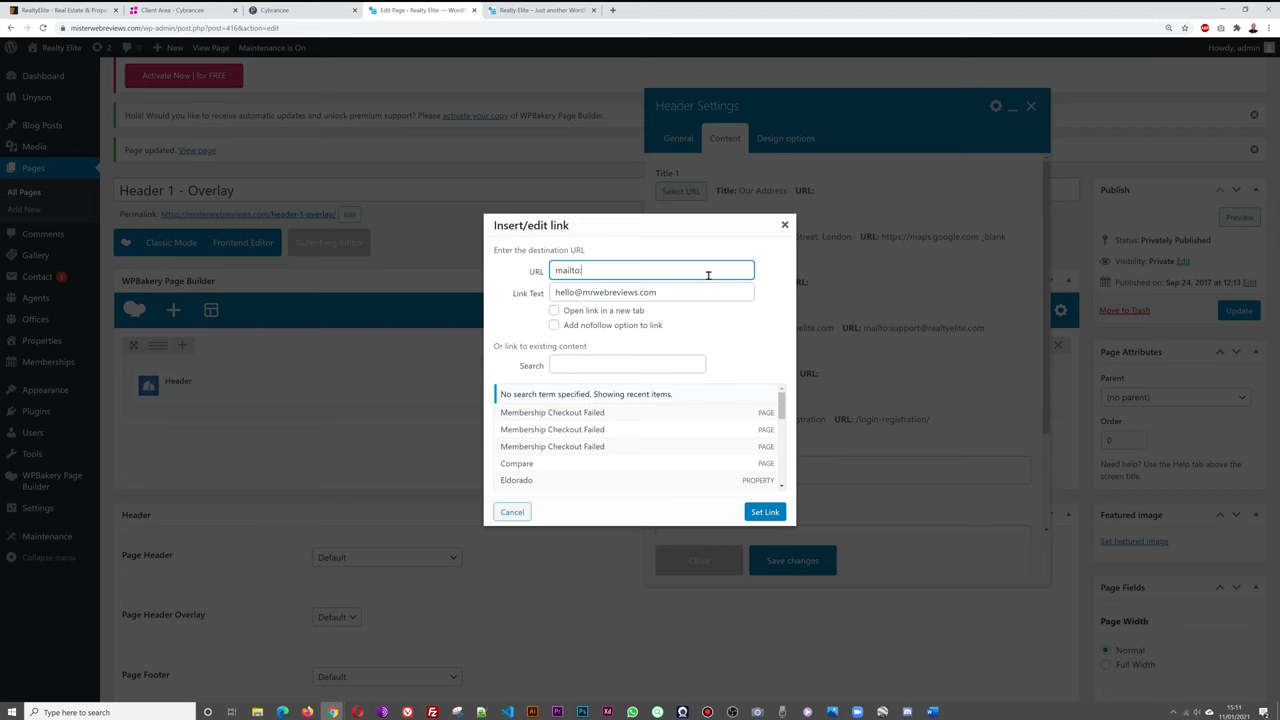 RealtyElite - Real Estate & Proper
Client Area - Cybrancee
Cybrancee
Edit Page ‹ Realty Elite — WordP
Realty Elite – Just another WordP
misterwebreviews.com/wp-admin/post.php?post=416&action=edit
Realty Elite 2 0 New View Page Maintenance is On Howdy, admin
Dashboard
Unyson
Blog Posts
Media
Pages
All Pages
Add New
Comments
Gallery
Contact 1
Agents
Offices
Properties
Memberships
Appearance
Plugins
Users
Tools
WPBakery Page
Builder
Settings
Maintenance
Collapse menu
Activate Now | for FREE
Hola! Would you like to receive automatic updates and unlock premium support? Please activate your copy of WPBakery Page Builder.
Page updated. View page
Header 1 - Overlay
Permalink: https://misterwebreviews.com/header-1-overlay/ Edit
Classic Mode Frontend Editor Gutenberg Editor
WPBakery Page Builder
Header
Header
Page Header Default
Page Header Overlay Default
Page Footer Default
Header Settings
General Content Design options
Title 1
Select URL Title: Our Address URL:
Street, London URL: https://maps.google.com _blank
elite.com URL: mailto:support@realtyelite.com
URL:
istration URL: /login-registration/
Close Save changes
Insert/edit link
Enter the destination URL
URL mailto:
Link Text hello@mrwebreviews.com
Open link in a new tab
Add nofollow option to link
Or link to existing content
Search
No search term specified. Showing recent items.
Membership Checkout Failed PAGE
Membership Checkout Failed PAGE
Membership Checkout Failed PAGE
Compare PAGE
Eldorado PROPERTY
Cancel Set Link
Publish
Preview
Status: Privately Published
Visibility: Private Edit
Published on: Sep 24, 2017 at 12:13 Edit
Move to Trash Update
Page Attributes
Parent
(no parent)
Order
0
Need help? Use the Help tab above the
screen title.
Featured image
Set featured image
Page Fields
Page Width
Normal
Full Width
Type here to search
15:11
11/01/2021